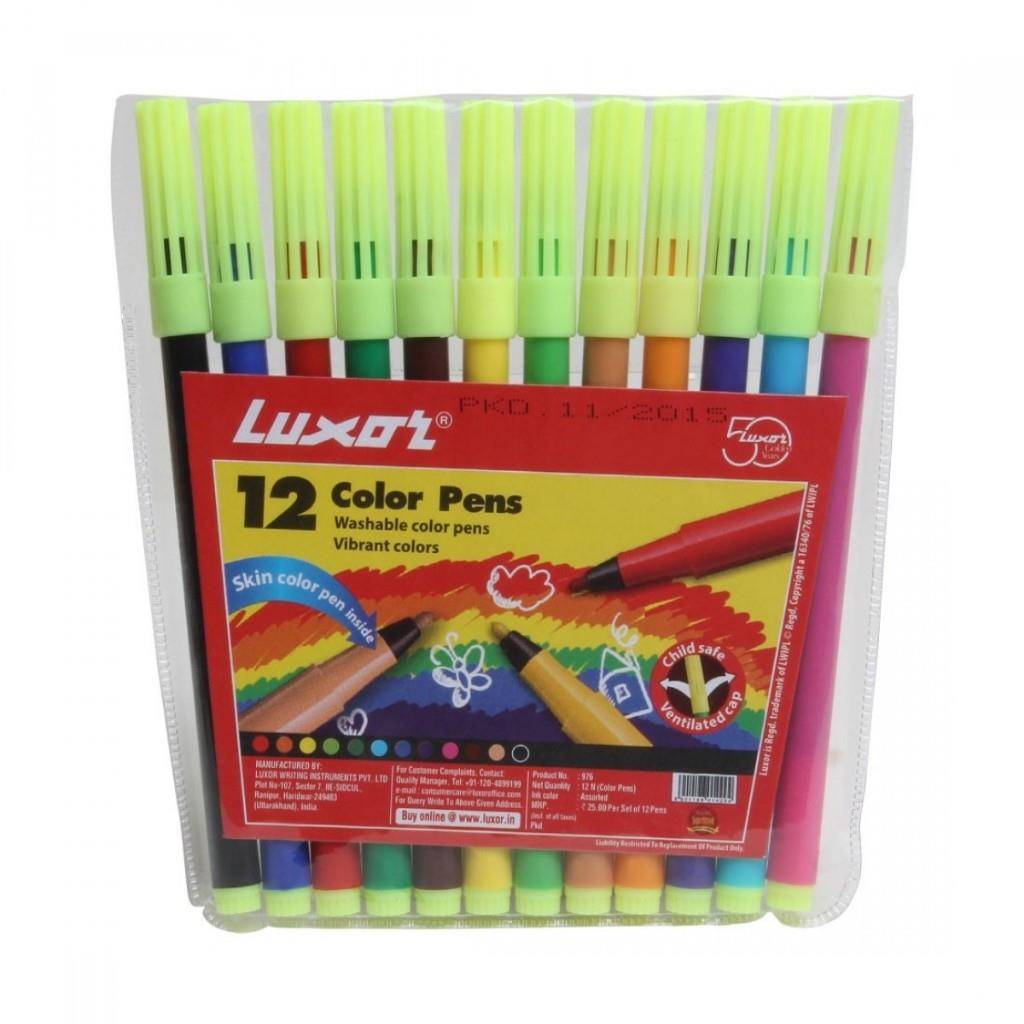 Luxor®
PKD. 11/2015
50 Luxor
Golden
Years
12 Color Pens
Washable color pens
Vibrant colors
Skin color pen inside
Child safe
Ventilated cap
Luxor is Regd. trademark of LWIPL © Regd. Copyright a 16340/76 of LWIPL
MANUFACTURED BY:
LUXOR WRITING INSTRUMENTS PVT. LTD
Plot No-107, Sector 7, IIE-SIDCUL,
Ranipur, Haridwar-249403
(Uttarakhand), India.
For Customer Complaints, Contact:
Quality Manager, Tel: +91-120-4899199
e-mail : consumercare@luxoroffice.com
For Query Write To Above Given Address.
Buy online @ www.luxor.in
Product No. : 976
Net Quantity : 12 N (Color Pens)
Ink color : Assorted
MRP. : ₹ 25.00 Per Set of 12 Pens
(incl. of all taxes)
Pkd
Liability Restricted To Replacement Of Product Only.